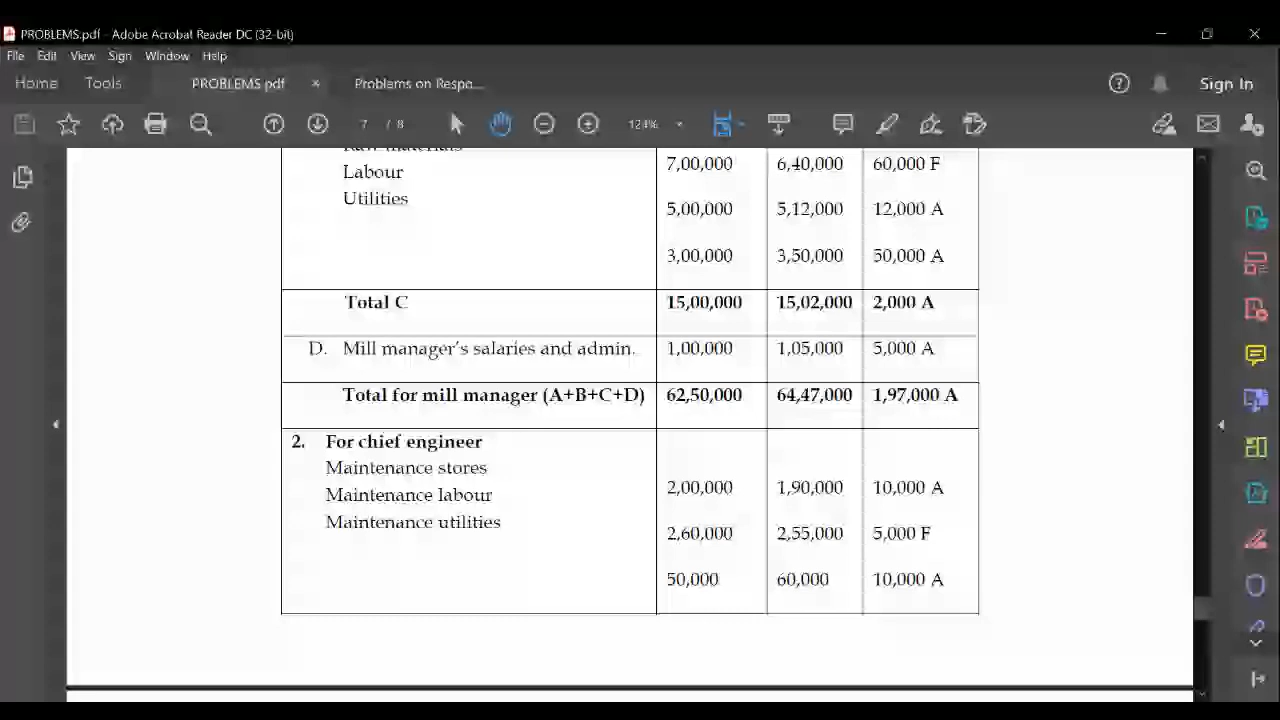 PROBLEMS.pdf - Adobe Acrobat Reader DC (32-bit)
File Edit View Sign Window Help
Home Tools PROBLEMS.pdf × Problems on Respo... Sign In
7 / 8 124%
Raw materials
7,00,000 6,40,000 60,000 F
Labour
Utilities
5,00,000 5,12,000 12,000 A
3,00,000 3,50,000 50,000 A
Total C 15,00,000 15,02,000 2,000 A
D. Mill manager's salaries and admin. 1,00,000 1,05,000 5,000 A
Total for mill manager (A+B+C+D) 62,50,000 64,47,000 1,97,000 A
2. For chief engineer
Maintenance stores
2,00,000 1,90,000 10,000 A
Maintenance labour
Maintenance utilities
2,60,000 2,55,000 5,000 F
50,000 60,000 10,000 A